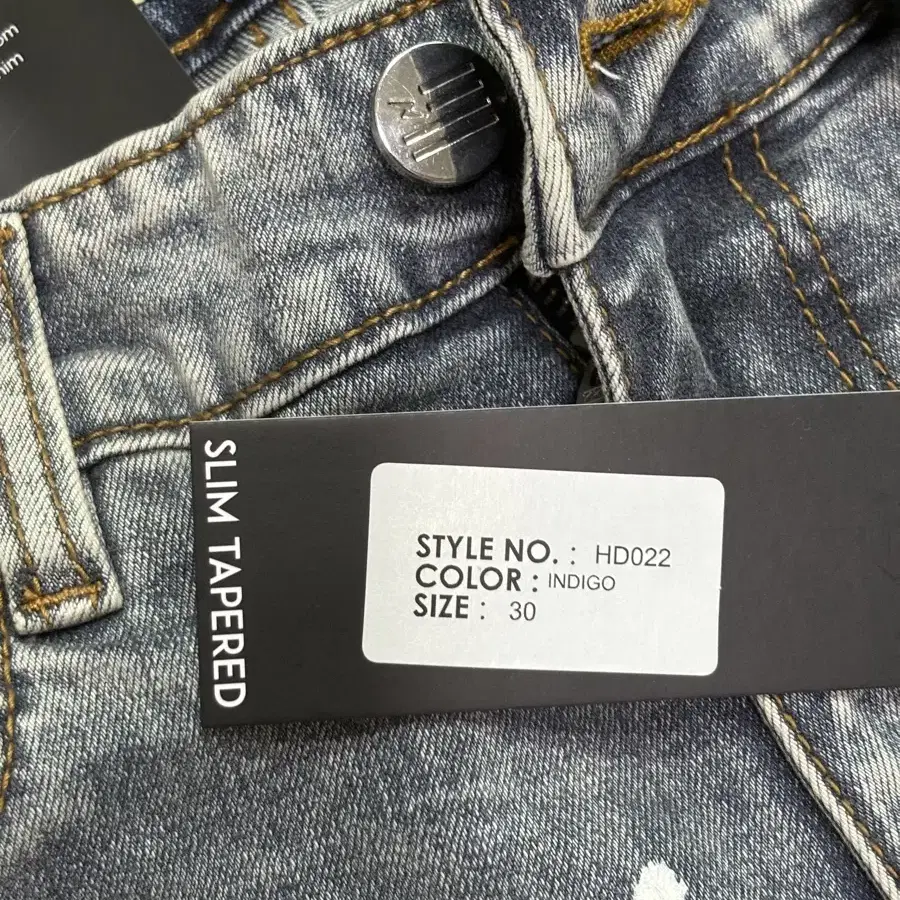 SLIM TAPERED
STYLE NO. : HD022
COLOR : INDIGO
SIZE : 30